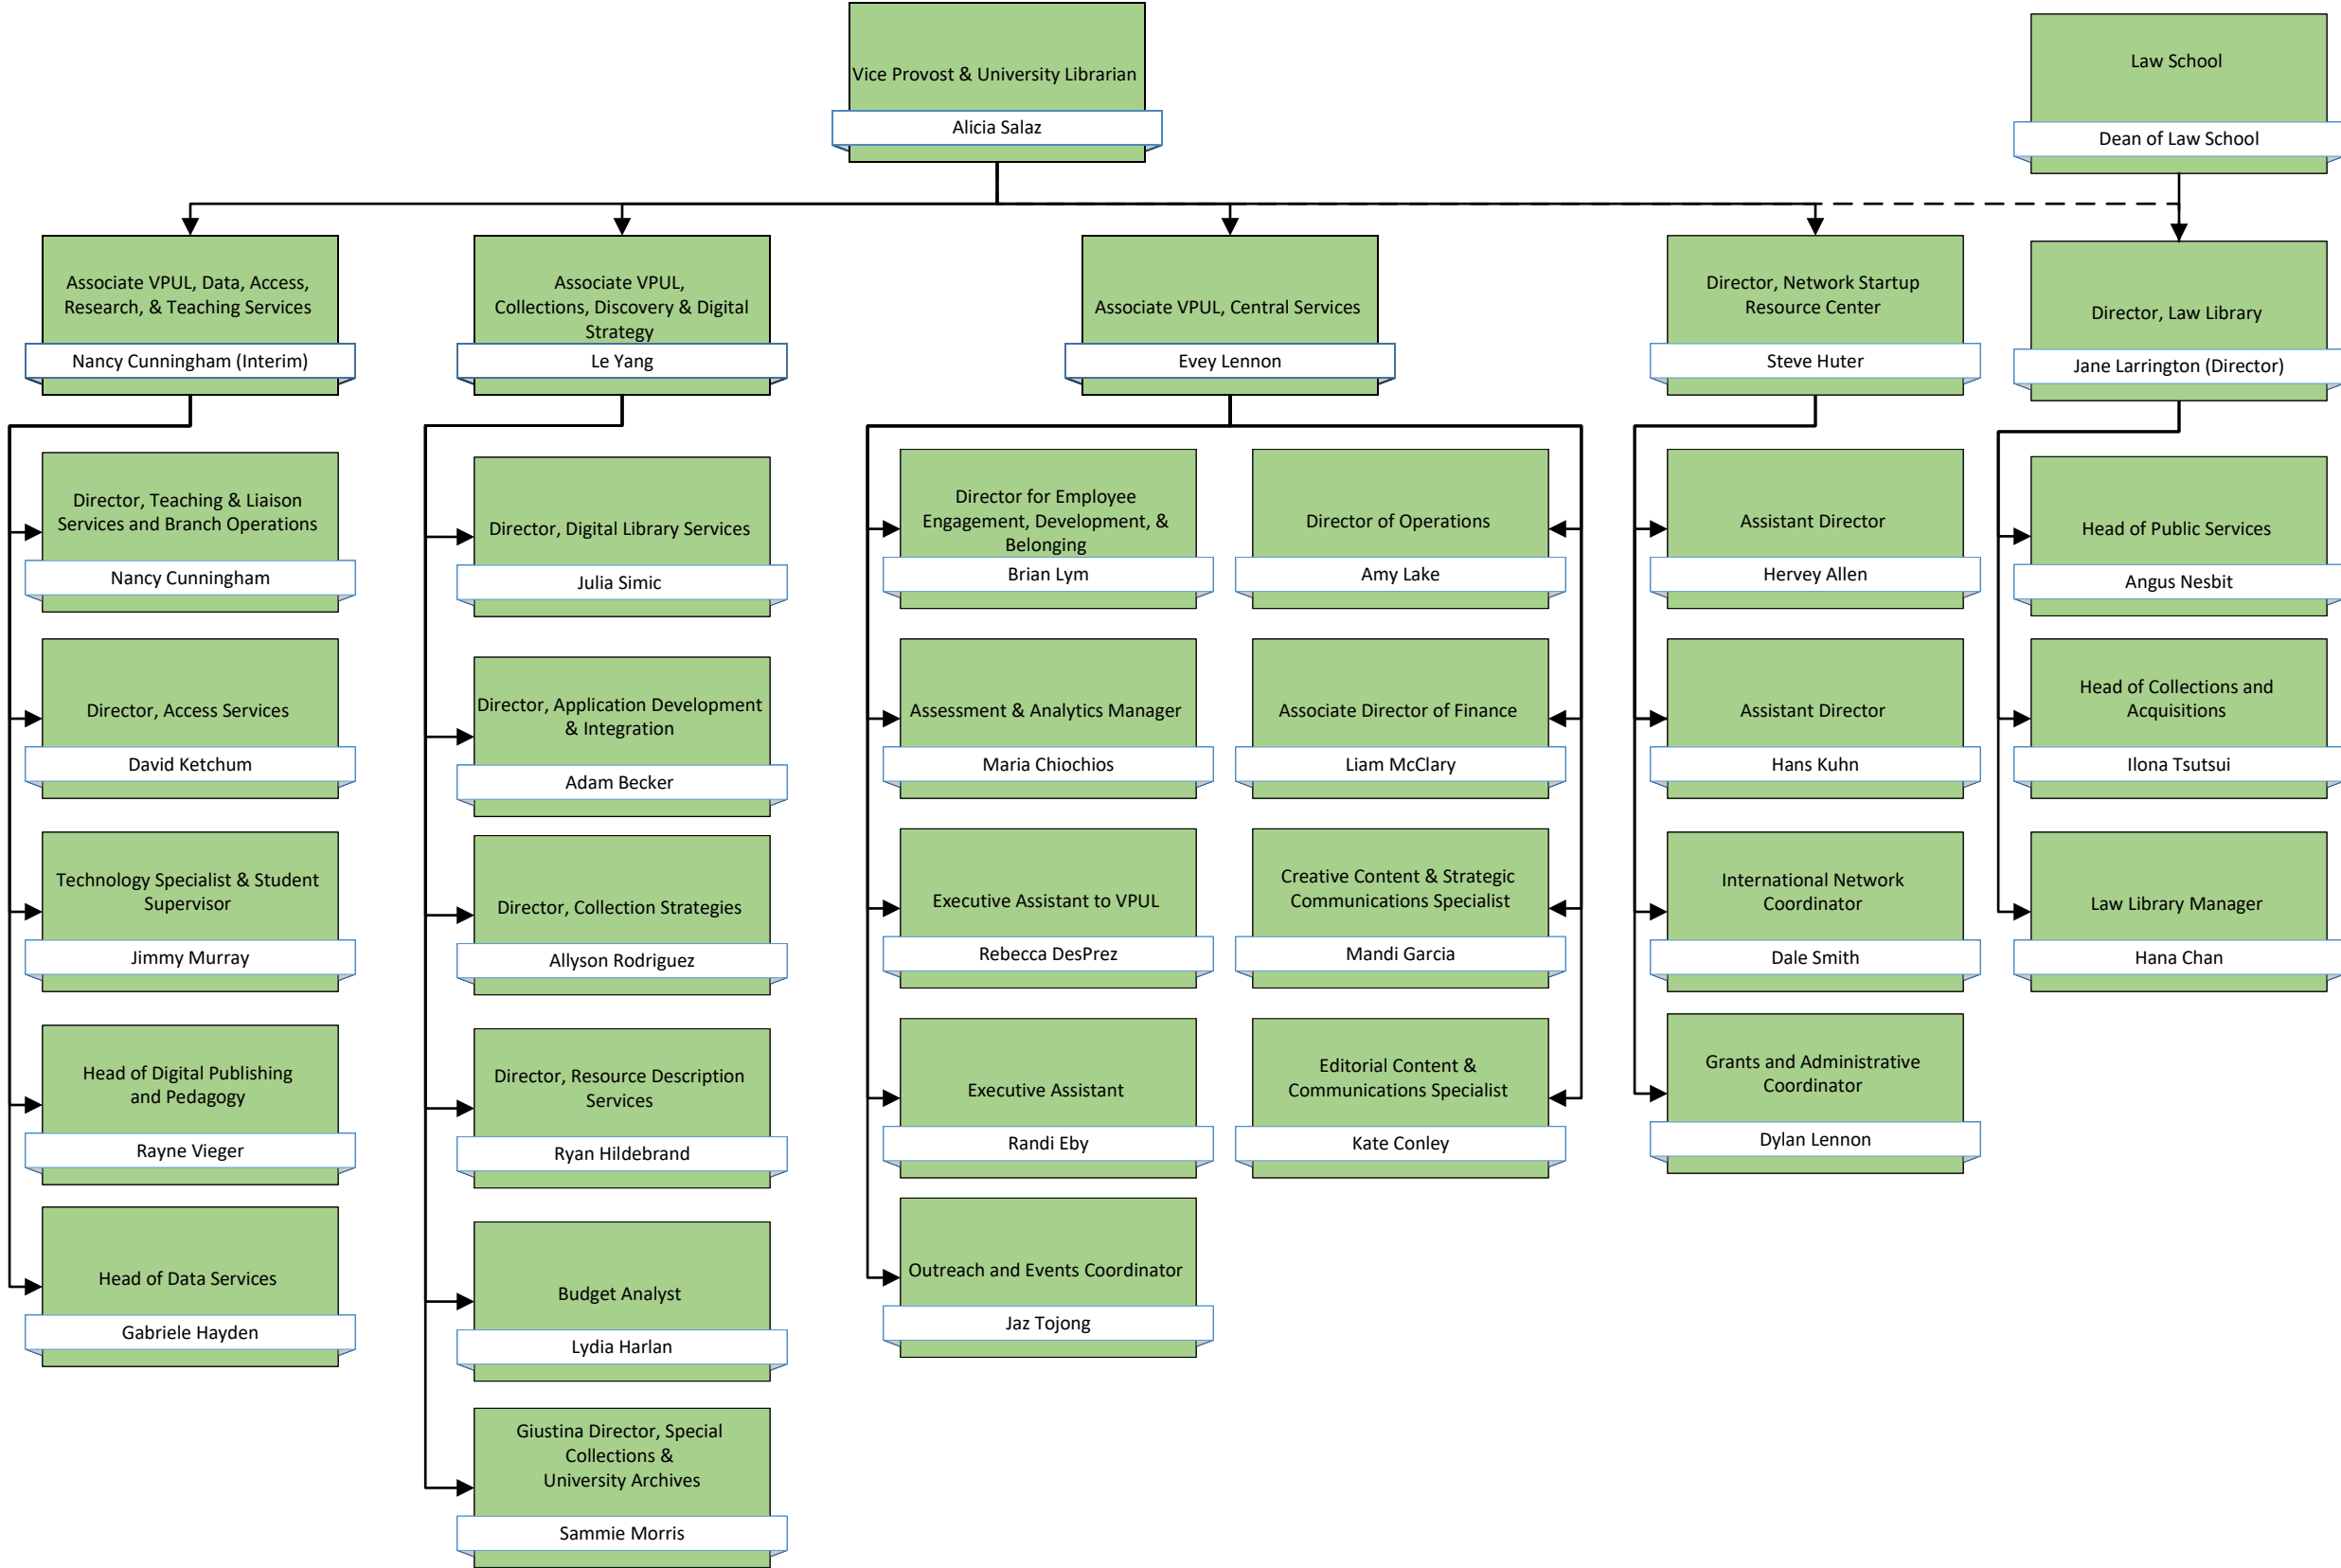 Vice Provost & University Librarian
Alicia Salaz
Law School
Dean of Law School
Associate VPUL, Data, Access,
Research, & Teaching Services
Nancy Cunningham (Interim)
Associate VPUL,
Collections, Discovery & Digital
Strategy
Le Yang
Associate VPUL, Central Services
Evey Lennon
Director, Network Startup
Resource Center
Steve Huter
Director, Law Library
Jane Larrington (Director)
Director, Teaching & Liaison
Services and Branch Operations
Nancy Cunningham
Director, Access Services
David Ketchum
Technology Specialist & Student
Supervisor
Jimmy Murray
Head of Digital Publishing
and Pedagogy
Rayne Vieger
Head of Data Services
Gabriele Hayden
Director, Digital Library Services
Julia Simic
Director, Application Development
& Integration
Adam Becker
Director, Collection Strategies
Allyson Rodriguez
Director, Resource Description
Services
Ryan Hildebrand
Budget Analyst
Lydia Harlan
Giustina Director, Special
Collections &
University Archives
Sammie Morris
Director for Employee
Engagement, Development, &
Belonging
Brian Lym
Assessment & Analytics Manager
Maria Chiochios
Executive Assistant to VPUL
Rebecca DesPrez
Executive Assistant
Randi Eby
Outreach and Events Coordinator
Jaz Tojong
Director of Operations
Amy Lake
Associate Director of Finance
Liam McClary
Creative Content & Strategic
Communications Specialist
Mandi Garcia
Editorial Content &
Communications Specialist
Kate Conley
Assistant Director
Hervey Allen
Assistant Director
Hans Kuhn
International Network
Coordinator
Dale Smith
Grants and Administrative
Coordinator
Dylan Lennon
Head of Public Services
Angus Nesbit
Head of Collections and
Acquisitions
Ilona Tsutsui
Law Library Manager
Hana Chan